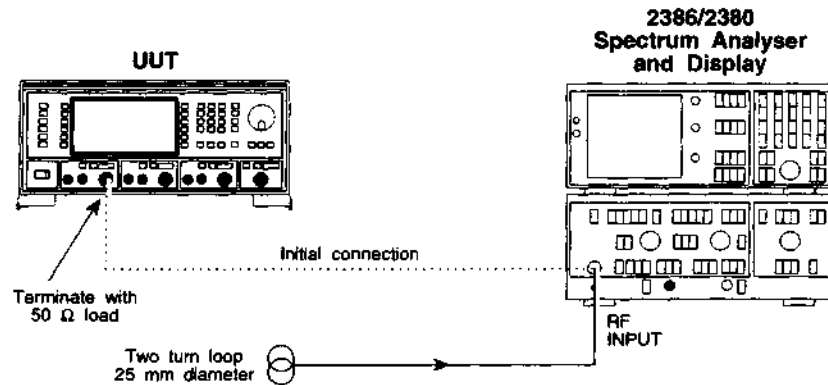 2386/2380
Spectrum Analyser
and Display
UUT
Initial connection
Terminate with
50 Ω load
RF
INPUT
Two turn loop
25 mm diameter